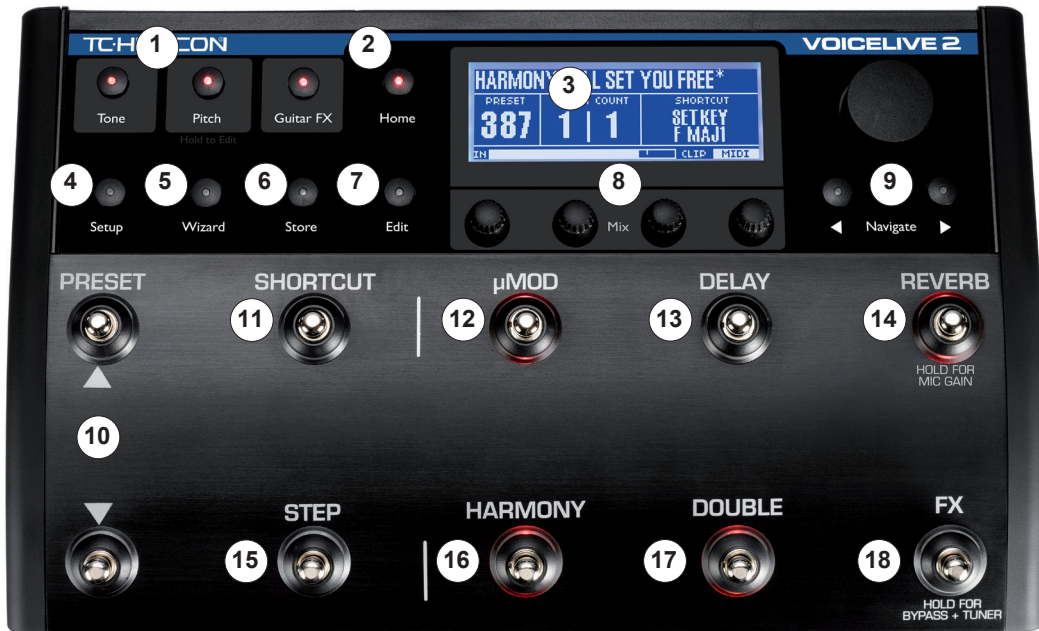 TC·H CON
VOICELIVE 2
1
2
3
Tone
Pitch
Guitar FX
Home
Hold to Edit
HARMON LL SET YOU FREE*
PRESET
COUNT
SHORTCUT
387
1 | 1
SET KEY
F MAJ1
IN
CLIP
MIDI
4
5
6
7
8
9
Setup
Wizard
Store
Edit
Mix
◀ Navigate ▶
PRESET
SHORTCUT
µMOD
DELAY
REVERB
11
12
13
14
HOLD FOR
MIC GAIN
10
STEP
HARMONY
DOUBLE
FX
15
16
17
18
HOLD FOR
BYPASS + TUNER